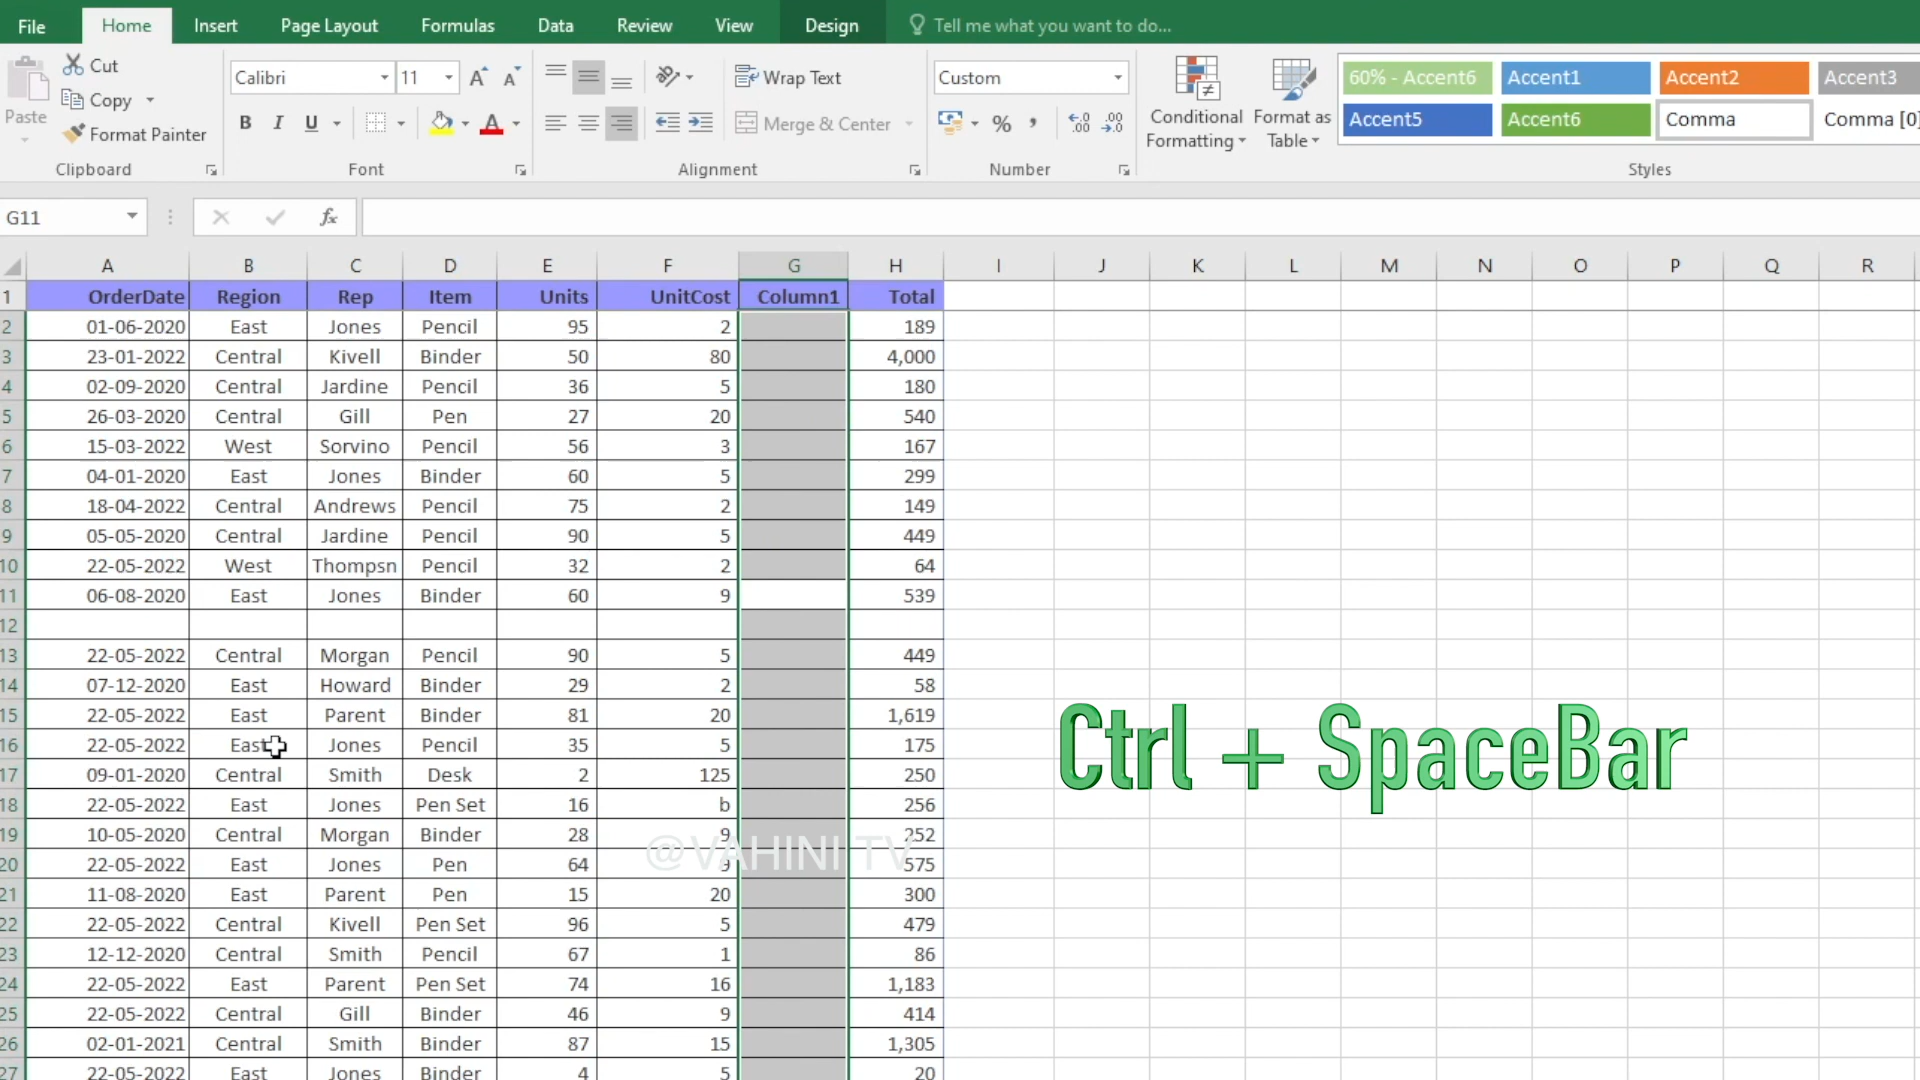 File Home Insert Page Layout Formulas Data Review View Design Tell me what you want to do...
Paste Cut Copy Format Painter Clipboard
Calibri 11 A A B I U A Font
Wrap Text Merge & Center Alignment
Custom % , Number
Conditional Formatting Format as Table
60% - Accent6 Accent1 Accent2 Accent3
Accent5 Accent6 Comma Comma [0]
Styles
G11 fx
A B C D E F G H I J K L M N O P Q R
1 OrderDate Region Rep Item Units UnitCost Column1 Total
2 01-06-2020 East Jones Pencil 95 2 189
3 23-01-2022 Central Kivell Binder 50 80 4,000
4 02-09-2020 Central Jardine Pencil 36 5 180
5 26-03-2020 Central Gill Pen 27 20 540
6 15-03-2022 West Sorvino Pencil 56 3 167
7 04-01-2020 East Jones Binder 60 5 299
8 18-04-2022 Central Andrews Pencil 75 2 149
9 05-05-2020 Central Jardine Pencil 90 5 449
10 22-05-2022 West Thompsn Pencil 32 2 64
11 06-08-2020 East Jones Binder 60 9 539
12
13 22-05-2022 Central Morgan Pencil 90 5 449
14 07-12-2020 East Howard Binder 29 2 58
15 22-05-2022 East Parent Binder 81 20 1,619
16 22-05-2022 East Jones Pencil 35 5 175
Ctrl + SpaceBar
17 09-01-2020 Central Smith Desk 2 125 250
18 22-05-2022 East Jones Pen Set 16 b 256
19 10-05-2020 Central Morgan Binder 28 9 252
@VAHINI TV
20 22-05-2022 East Jones Pen 64 9 575
21 11-08-2020 East Parent Pen 15 20 300
22 22-05-2022 Central Kivell Pen Set 96 5 479
23 12-12-2020 Central Smith Pencil 67 1 86
24 22-05-2022 East Parent Pen Set 74 16 1,183
25 22-05-2022 Central Gill Binder 46 9 414
26 02-01-2021 Central Smith Binder 87 15 1,305
27 22-05-2022 East Jones Binder 4 5 20